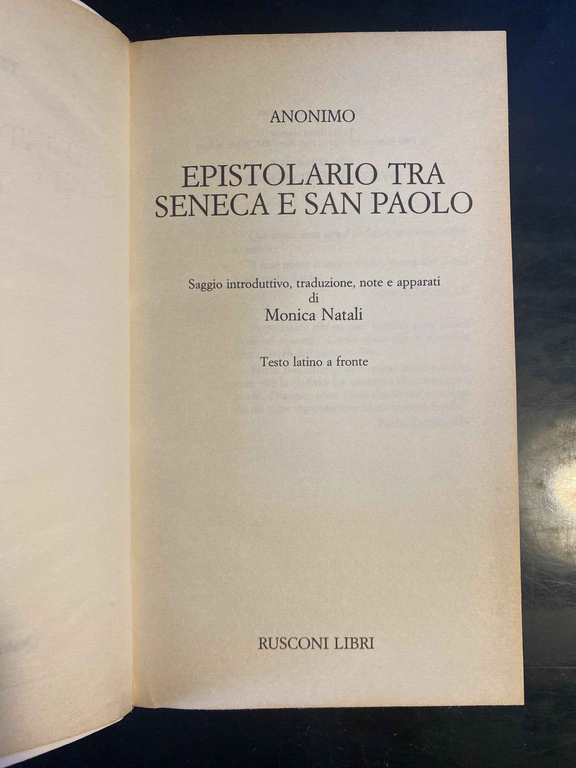 ANONIMO
EPISTOLARIO TRA
SENECA E SAN PAOLO
Saggio introduttivo, traduzione, note e apparati
di
Monica Natali
Testo latino a fronte
RUSCONI LIBRI